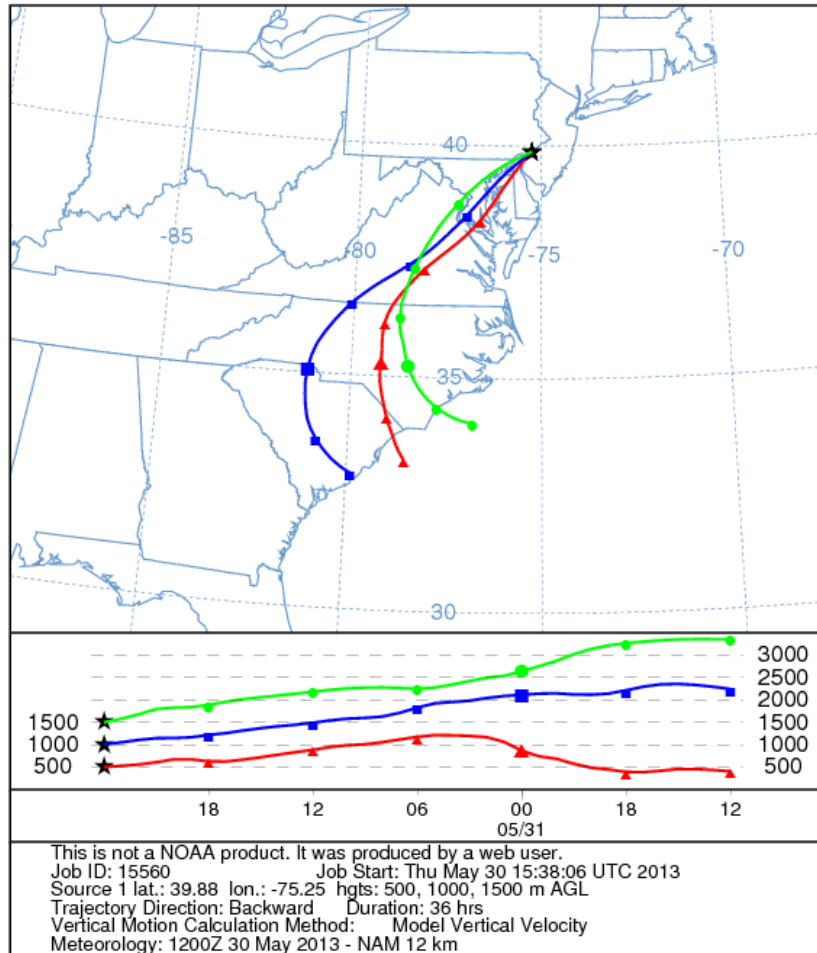 40
-85
-80
-75
-70
35
30
3000
2500
2000
1500 1500
1000 1000
500 500
18 12 06 00 18 12
05/31
This is not a NOAA product. It was produced by a web user.
Job ID: 15560 Job Start: Thu May 30 15:38:06 UTC 2013
Source 1 lat.: 39.88 lon.: -75.25 hgts: 500, 1000, 1500 m AGL
Trajectory Direction: Backward Duration: 36 hrs
Vertical Motion Calculation Method: Model Vertical Velocity
Meteorology: 1200Z 30 May 2013 - NAM 12 km